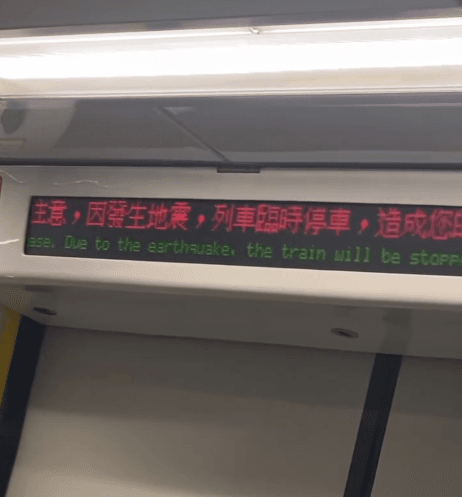 注意，因發生地震，列車臨時停車，造成您
ase. Due to the earthquake, the train will be stopp